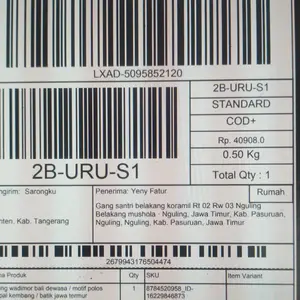 LXAD-5095852120
2B-URU-S1
2B-URU-S1
STANDARD
COD+
Rp. 40908.0
0.50 Kg
Total Qty : 1
ngirim: Sarongku
Penerima: Yeny Fatur
Rumah
Gang santri belakang koramil Rt 02 Rw 03 Nguling
Belakang mushola · Nguling, Jawa Timur, Kab. Pasuruan,
Nguling, Nguling, Kab. Pasuruan, Jawa Timur,
nten. Kab. Tangerang
2679943176504474
a Produk
Qty
SKU
Item Variant
ng wadimor bali dewasa / motif polos
1
8784520958_ID-
pal kembang / batik jawa termur
16229846873